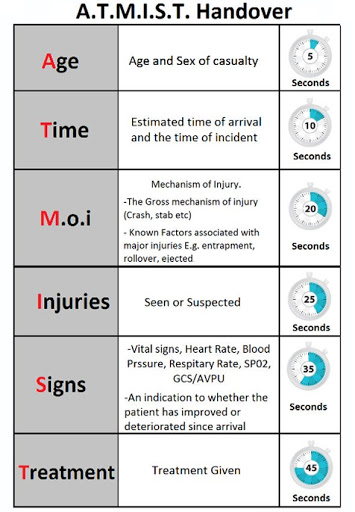 A.T.M.I.S.T. Handover
Age
Age and Sex of casualty
5
Seconds
Time
Estimated time of arrival
and the time of incident
10
Seconds
M.o.i
Mechanism of Injury.
-The Gross mechanism of injury
(Crash, stab etc)
- Known Factors associated with
major injuries E.g. entrapment,
rollover, ejected
20
Seconds
Injuries
Seen or Suspected
25
Seconds
Signs
-Vital signs, Heart Rate, Blood
Prssure, Respitary Rate, SP02,
GCS/AVPU
-An indication to whether the
patient has improved or
deteriorated since arrival
35
Seconds
Treatment
Treatment Given
45
Seconds